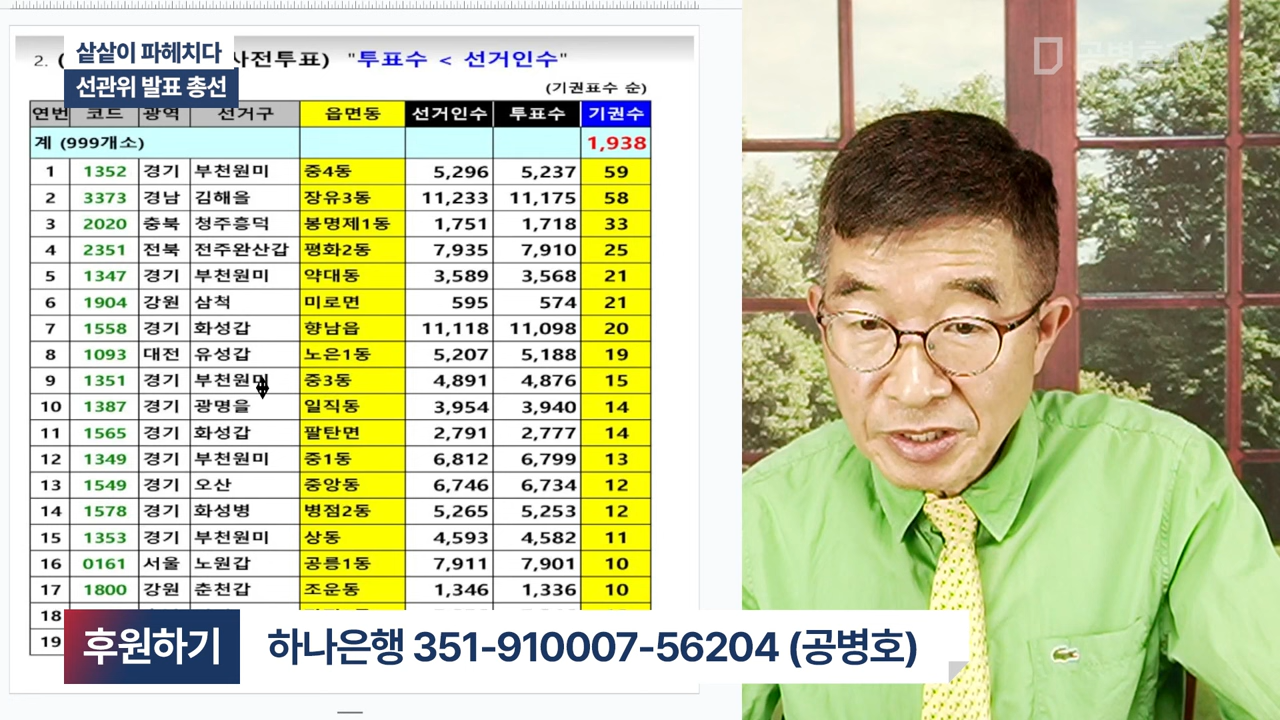 샅샅이 파헤치다
선관위 발표 총선
2. ( 사전투표) "투표수 < 선거인수"
(기권표수 순)
연번 코드 광역 선거구 읍면동 선거인수 투표수 기권수
계 (999개소) 1,938
1 1352 경기 부천원미 중4동 5,296 5,237 59
2 3373 경남 김해을 장유3동 11,233 11,175 58
3 2020 충북 청주흥덕 봉명제1동 1,751 1,718 33
4 2351 전북 전주완산갑 평화2동 7,935 7,910 25
5 1347 경기 부천원미 약대동 3,589 3,568 21
6 1904 강원 삼척 미로면 595 574 21
7 1558 경기 화성갑 향남읍 11,118 11,098 20
8 1093 대전 유성갑 노은1동 5,207 5,188 19
9 1351 경기 부천원미 중3동 4,891 4,876 15
10 1387 경기 광명을 일직동 3,954 3,940 14
11 1565 경기 화성갑 팔탄면 2,791 2,777 14
12 1349 경기 부천원미 중1동 6,812 6,799 13
13 1549 경기 오산 중앙동 6,746 6,734 12
14 1578 경기 화성병 병점2동 5,265 5,253 12
15 1353 경기 부천원미 상동 4,593 4,582 11
16 0161 서울 노원갑 공릉1동 7,911 7,901 10
17 1800 강원 춘천갑 조운동 1,346 1,336 10
18
19
후원하기 하나은행 351-910007-56204 (공병호)
공병호TV